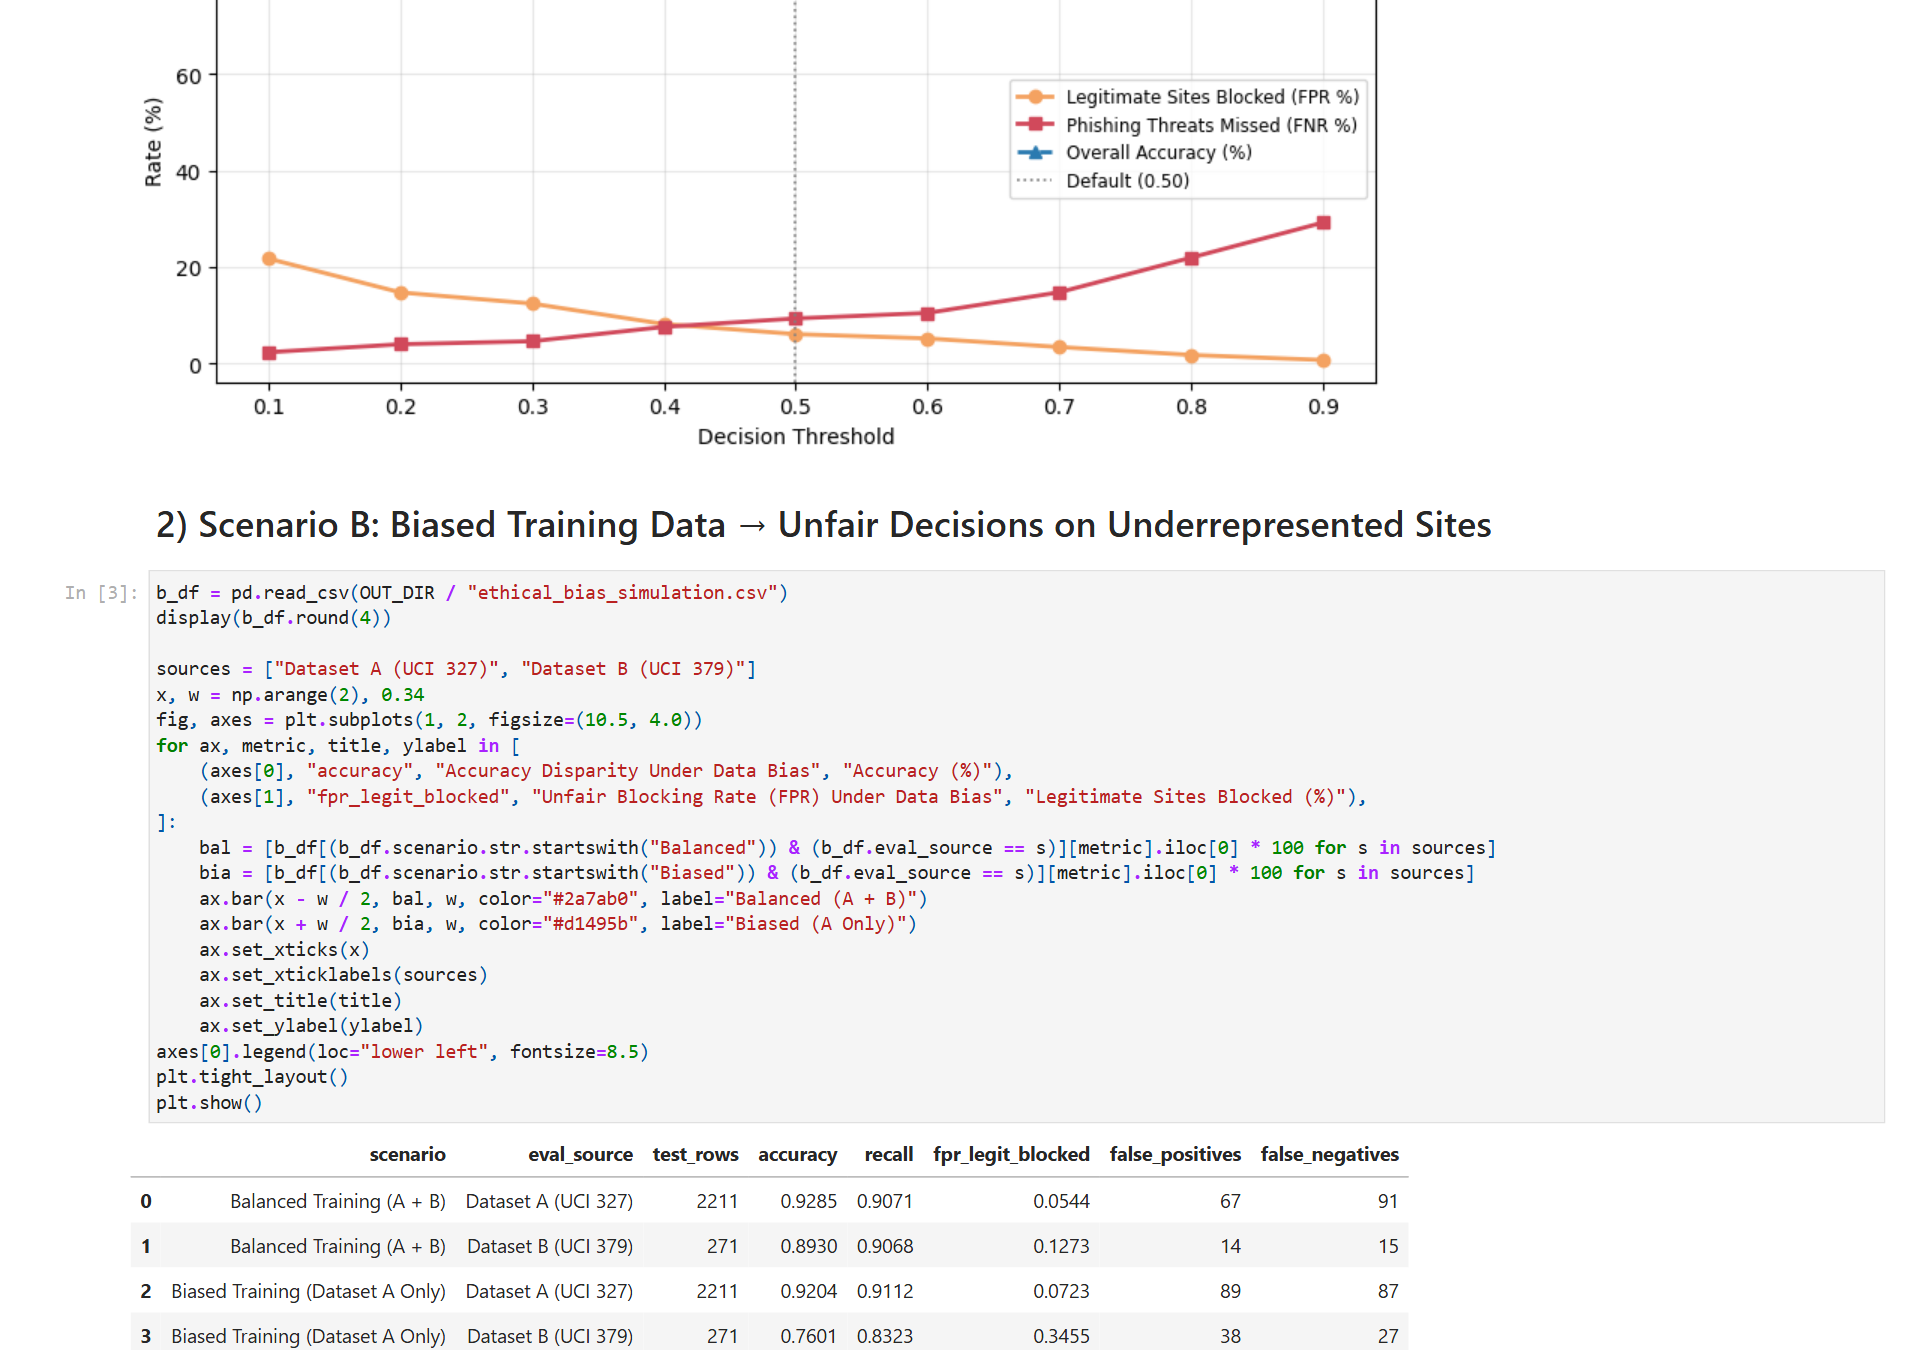 60
Rate (%)
40
20
0
Legitimate Sites Blocked (FPR %)
Phishing Threats Missed (FNR %)
Overall Accuracy (%)
Default (0.50)
0.1 0.2 0.3 0.4 0.5 0.6 0.7 0.8 0.9
Decision Threshold
2) Scenario B: Biased Training Data → Unfair Decisions on Underrepresented Sites
In [3]:
b_df = pd.read_csv(OUT_DIR / "ethical_bias_simulation.csv")
display(b_df.round(4))
sources = ["Dataset A (UCI 327)", "Dataset B (UCI 379)"]
x, w = np.arange(2), 0.34
fig, axes = plt.subplots(1, 2, figsize=(10.5, 4.0))
for ax, metric, title, ylabel in [
    (axes[0], "accuracy", "Accuracy Disparity Under Data Bias", "Accuracy (%)"),
    (axes[1], "fpr_legit_blocked", "Unfair Blocking Rate (FPR) Under Data Bias", "Legitimate Sites Blocked (%)"),
]:
    bal = [b_df[(b_df.scenario.str.startswith("Balanced")) & (b_df.eval_source == s)][metric].iloc[0] * 100 for s in sources]
    bia = [b_df[(b_df.scenario.str.startswith("Biased")) & (b_df.eval_source == s)][metric].iloc[0] * 100 for s in sources]
    ax.bar(x - w / 2, bal, w, color="#2a7ab0", label="Balanced (A + B)")
    ax.bar(x + w / 2, bia, w, color="#d1495b", label="Biased (A Only)")
    ax.set_xticks(x)
    ax.set_xticklabels(sources)
    ax.set_title(title)
    ax.set_ylabel(ylabel)
axes[0].legend(loc="lower left", fontsize=8.5)
plt.tight_layout()
plt.show()
scenario eval_source test_rows accuracy recall fpr_legit_blocked false_positives false_negatives
0 Balanced Training (A + B) Dataset A (UCI 327) 2211 0.9285 0.9071 0.0544 67 91
1 Balanced Training (A + B) Dataset B (UCI 379) 271 0.8930 0.9068 0.1273 14 15
2 Biased Training (Dataset A Only) Dataset A (UCI 327) 2211 0.9204 0.9112 0.0723 89 87
3 Biased Training (Dataset A Only) Dataset B (UCI 379) 271 0.7601 0.8323 0.3455 38 27